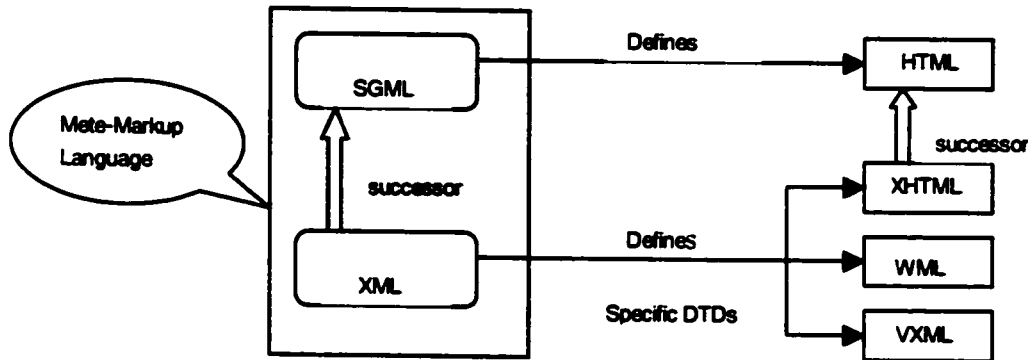 Defines
HTML
SGML
Mete-Markup
Language
successor
successor
XHTML
Defines
WML
XML
Specific DTDs
VXML